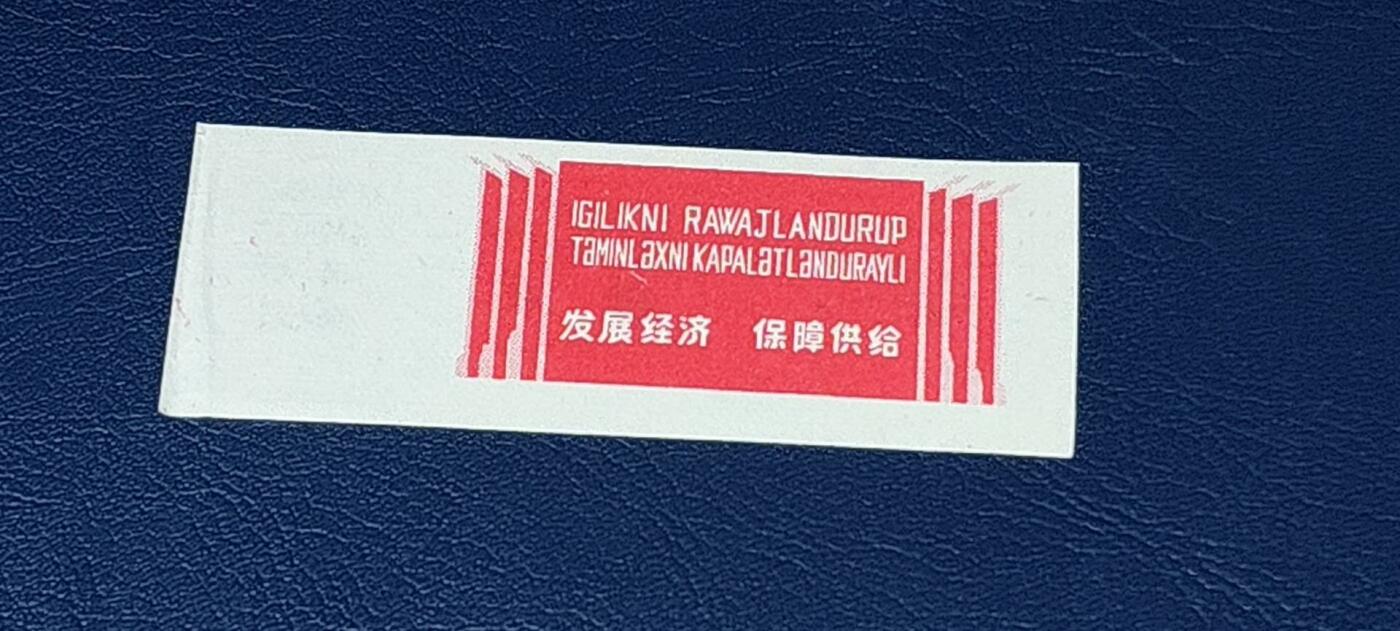 IGILIKNI RAWAJLANDURUP
TƏMINLƏXNI KAPALƏTLƏNDURAYLI
发展经济 保障供给